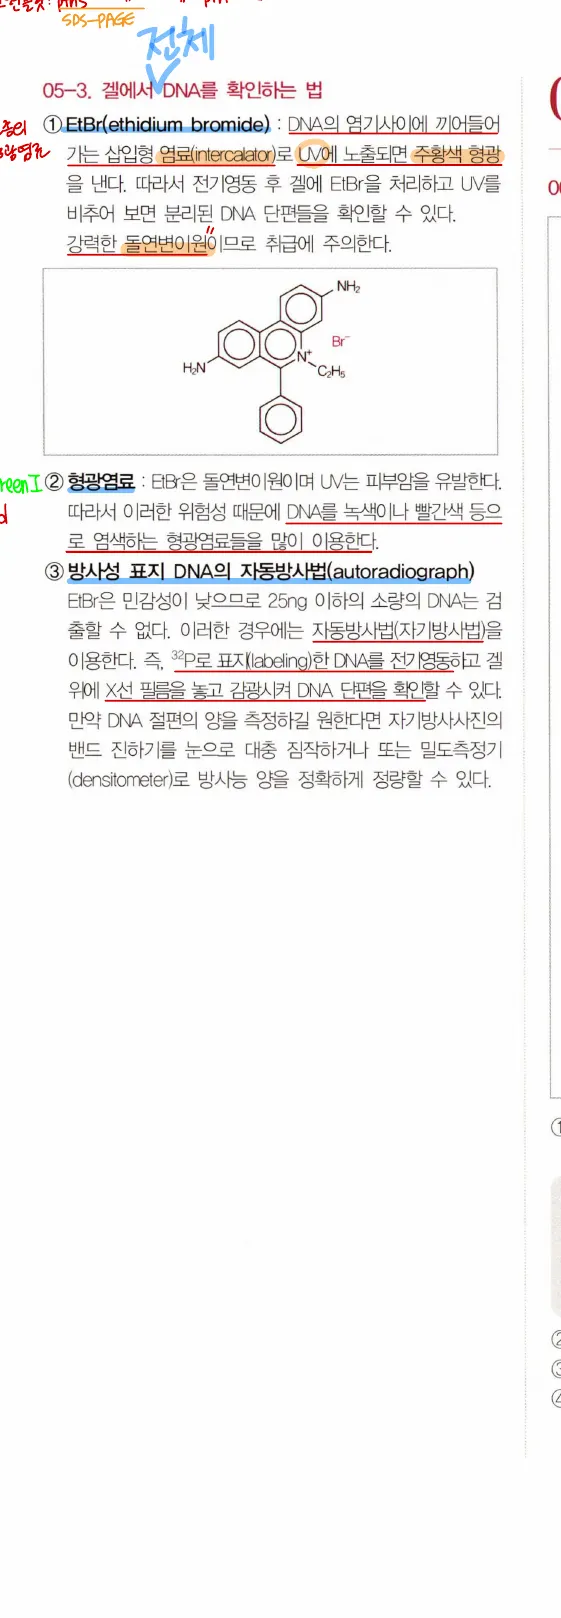 SDS-PAGE
전체
05-3. 겔에서 DNA를 확인하는 법
① EtBr(ethidium bromide) : DNA의 염기사이에 끼어들어
가는 삽입형 염료(intercalator)로 UV에 노출되면 주황색 형광
을 낸다. 따라서 전기영동 후 겔에 EtBr을 처리하고 UV를
비추어 보면 분리된 DNA 단편들을 확인할 수 있다.
강력한 돌연변이원이므로 취급에 주의한다.
NH₂
Br⁻
H₂N
N⁺
C₂H₅
② 형광염료 : EtBr은 돌연변이원이며 UV는 피부암을 유발한다.
따라서 이러한 위험성 때문에 DNA를 녹색이나 빨간색 등으
로 염색하는 형광염료들을 많이 이용한다.
③ 방사성 표지 DNA의 자동방사법(autoradiograph)
EtBr은 민감성이 낮으므로 25ng 이하의 소량의 DNA는 검
출할 수 없다. 이러한 경우에는 자동방사법(자기방사법)을
이용한다. 즉, ³²P로 표지(labeling)한 DNA를 전기영동하고 겔
위에 X선 필름을 놓고 감광시켜 DNA 단편을 확인할 수 있다.
만약 DNA 절편의 양을 측정하길 원한다면 자기방사사진의
밴드 진하기를 눈으로 대충 짐작하거나 또는 밀도측정기
(densitometer)로 방사능 양을 정확하게 정량할 수 있다.
②
③
④